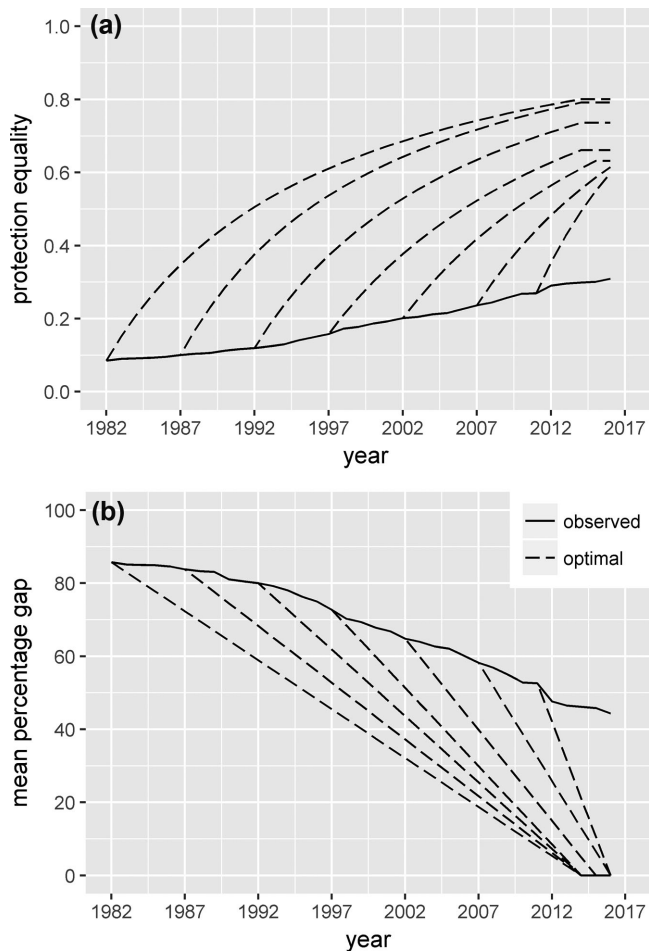 (a)
1.0
0.8
0.6
0.4
0.2
0.0
protection equality
1982 1987 1992 1997 2002 2007 2012 2017
year
(b)
observed
optimal
100
80
60
40
20
0
mean percentage gap
1982 1987 1992 1997 2002 2007 2012 2017
year